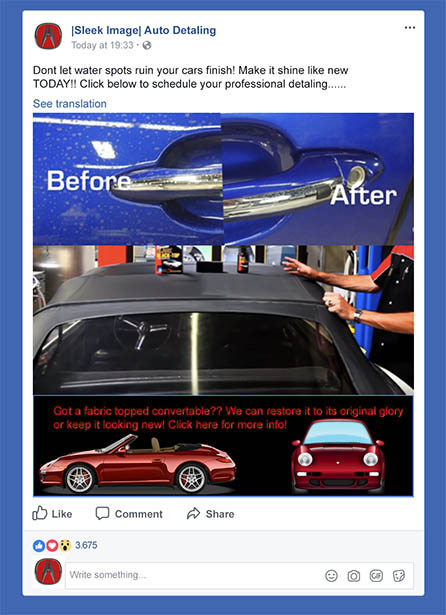 |Sleek Image| Auto Detaling
Today at 19:33 ·
Dont let water spots ruin your cars finish! Make it shine like new
TODAY!! Click below to schedule your professional detaling......
See translation
Before
After
BLACK-TOP
Got a fabric topped convertable?? We can restore it to its original glory
or keep it looking new! Click here for more info!
Like Comment Share
3.675
Write something...
GIF